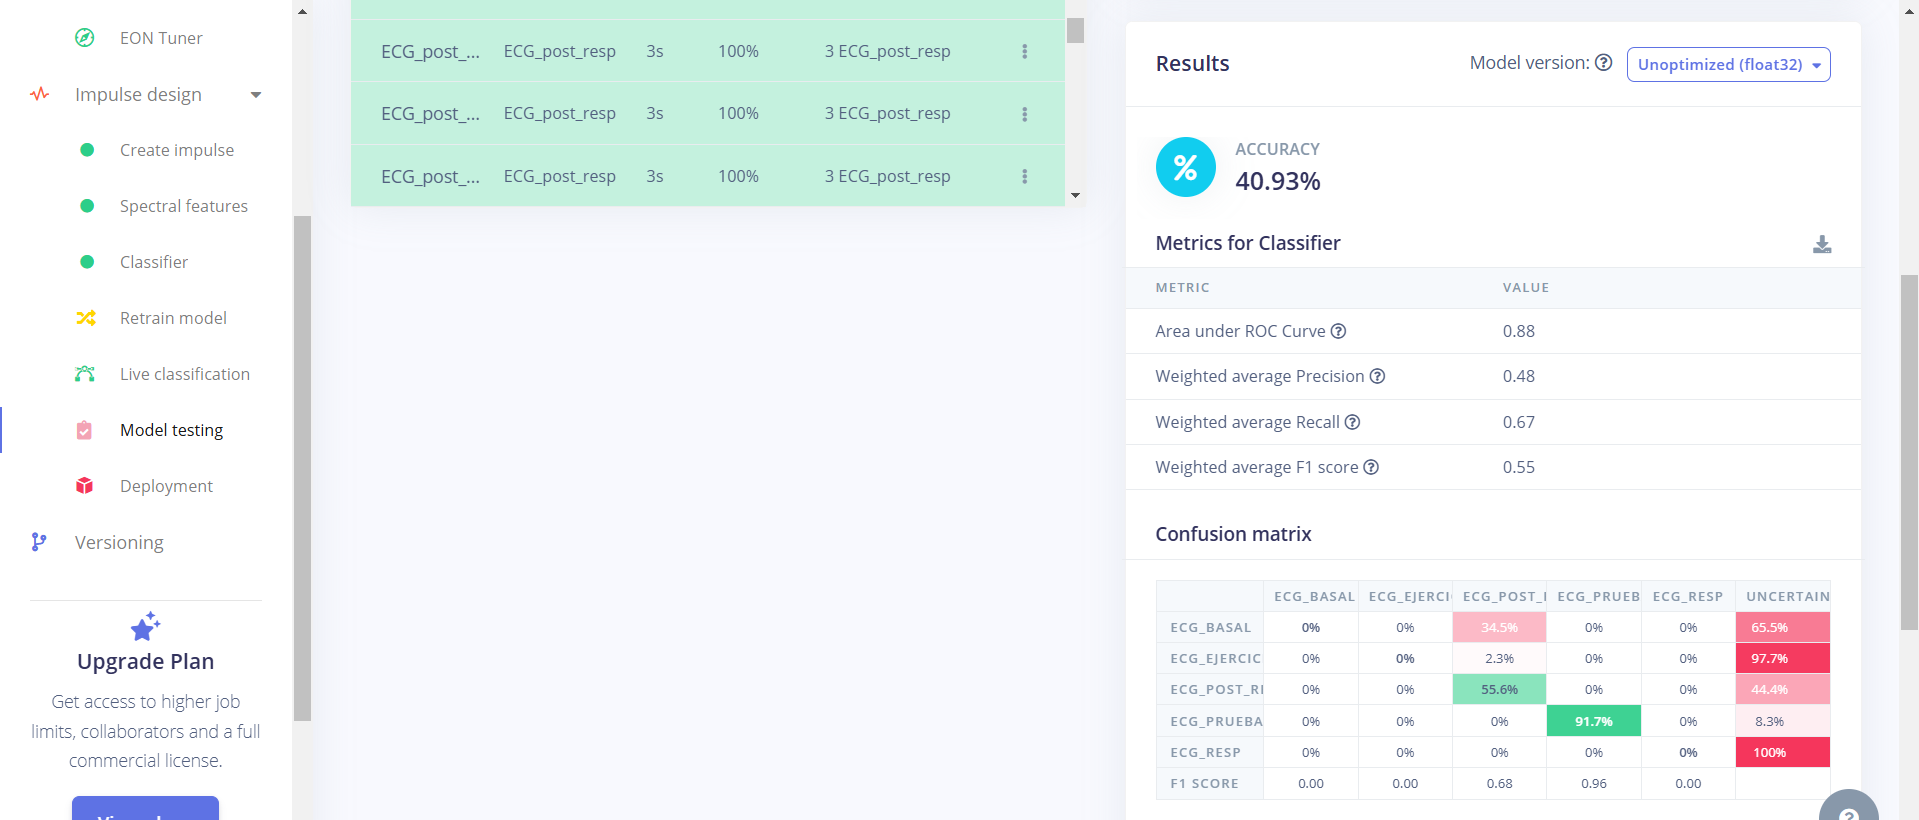 EON Tuner
Impulse design
Create impulse
Spectral features
Classifier
Retrain model
Live classification
Model testing
Deployment
Versioning
Upgrade Plan
Get access to higher job
limits, collaborators and a full
commercial license.
ECG_post_... ECG_post_resp 3s 100% 3 ECG_post_resp
ECG_post_... ECG_post_resp 3s 100% 3 ECG_post_resp
ECG_post_... ECG_post_resp 3s 100% 3 ECG_post_resp
Results Model version: ? Unoptimized (float32)
%
ACCURACY
40.93%
Metrics for Classifier
METRIC VALUE
Area under ROC Curve ? 0.88
Weighted average Precision ? 0.48
Weighted average Recall ? 0.67
Weighted average F1 score ? 0.55
Confusion matrix
ECG_BASAL ECG_EJERCI ECG_POST_ ECG_PRUEB ECG_RESP UNCERTAIN
ECG_BASAL 0% 0% 34.5% 0% 0% 65.5%
ECG_EJERCIC 0% 0% 2.3% 0% 0% 97.7%
ECG_POST_RI 0% 0% 55.6% 0% 0% 44.4%
ECG_PRUEBA 0% 0% 0% 91.7% 0% 8.3%
ECG_RESP 0% 0% 0% 0% 0% 100%
F1 SCORE 0.00 0.00 0.68 0.96 0.00
?